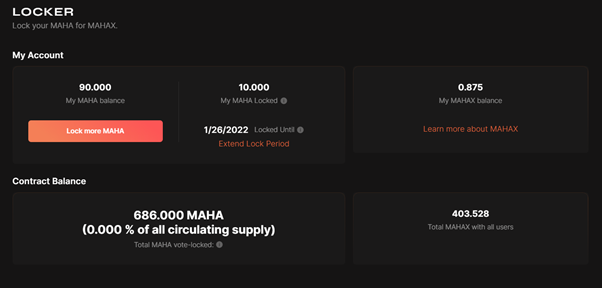 LOCKER
Lock your MAHA for MAHAX.
My Account
90.000
My MAHA balance
Lock more MAHA
10.000
My MAHA Locked
1/26/2022 Locked Until
Extend Lock Period
0.875
My MAHAX balance
Learn more about MAHAX
Contract Balance
686.000 MAHA
(0.000 % of all circulating supply)
Total MAHA vote-locked:
403.528
Total MAHAX with all users